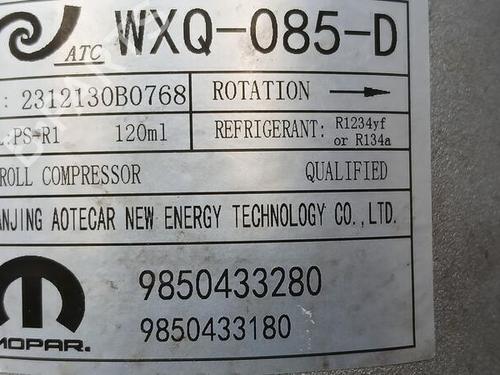 ATC WXQ-085-D
: 2312130B0768 ROTATION
.:PS-R1 120ml REFRIGERANT: R1234yf
or R134a
ROLL COMPRESSOR QUALIFIED
ANJING AOTECAR NEW ENERGY TECHNOLOGY CO.,LTD.
9850433280
9850433180
MOPAR.